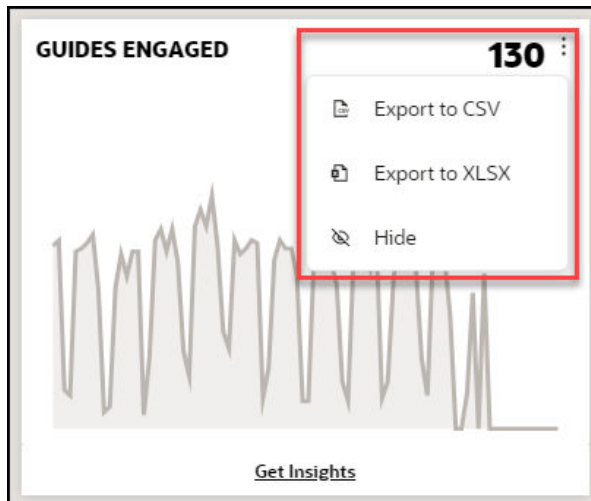 GUIDES ENGAGED
130
Export to CSV
Export to XLSX
Hide
Get Insights